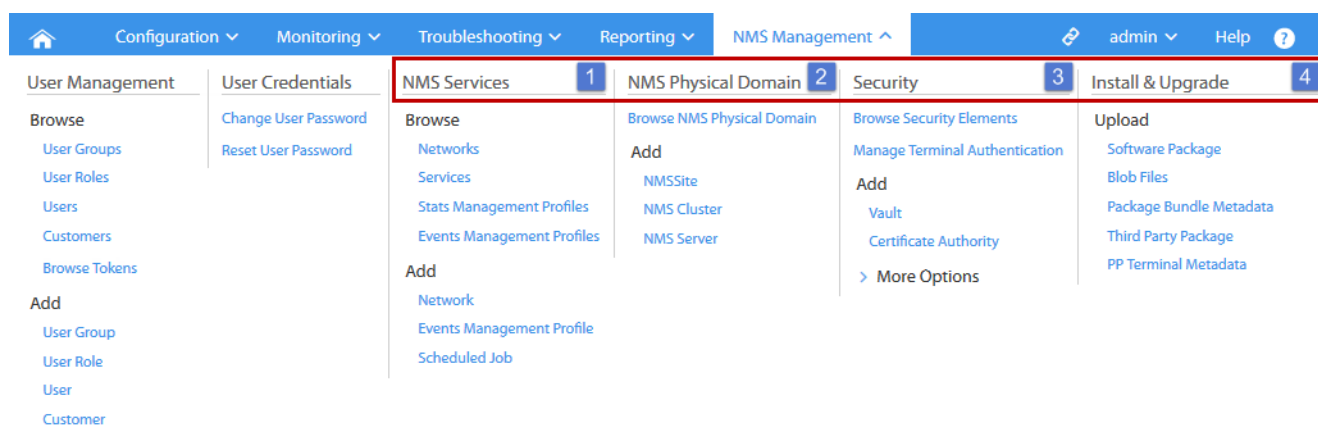 Configuration Monitoring Troubleshooting Reporting NMS Management admin Help ?
User Management
Browse
User Groups
User Roles
Users
Customers
Browse Tokens
Add
User Group
User Role
User
Customer
User Credentials
Change User Password
Reset User Password
NMS Services 1
Browse
Networks
Services
Stats Management Profiles
Events Management Profiles
Add
Network
Events Management Profile
Scheduled Job
NMS Physical Domain 2
Browse NMS Physical Domain
Add
NMSSite
NMS Cluster
NMS Server
Security 3
Browse Security Elements
Manage Terminal Authentication
Add
Vault
Certificate Authority
> More Options
Install & Upgrade 4
Upload
Software Package
Blob Files
Package Bundle Metadata
Third Party Package
PP Terminal Metadata